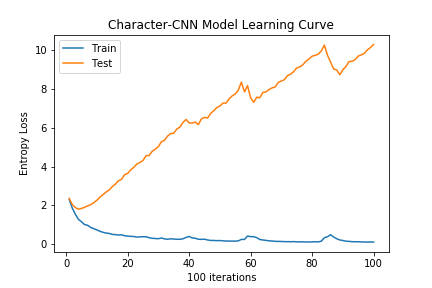 Character-CNN Model Learning Curve
Train
Test
Entropy Loss
10
8
6
4
2
0
0 20 40 60 80 100
100 iterations